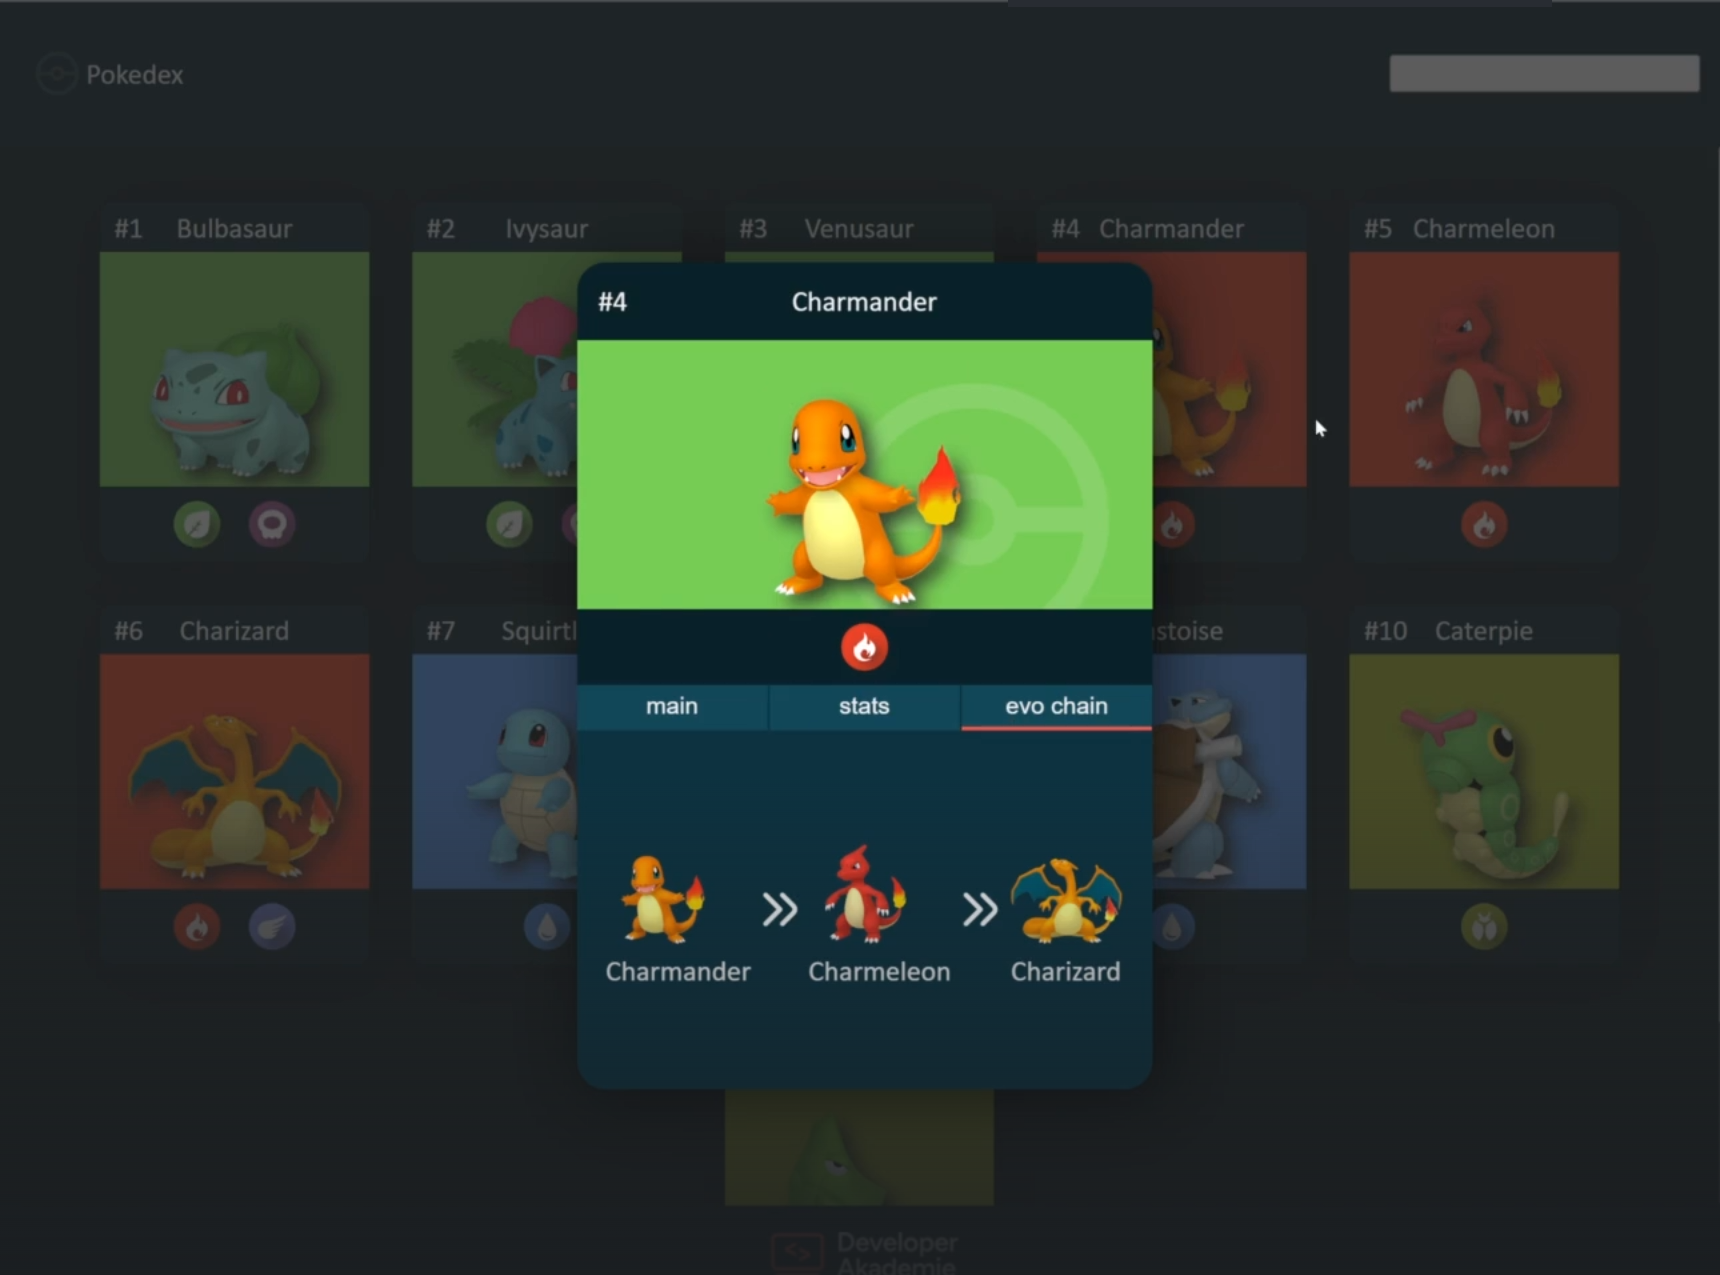 Pokedex
#1 Bulbasaur
#2 Ivysaur
#3 Venusaur
#4 Charmander
#5 Charmeleon
#4 Charmander
main
stats
evo chain
Charmander
Charmeleon
Charizard
#6 Charizard
#7 Squirtl
stoise
#10 Caterpie
Developer
Akademie